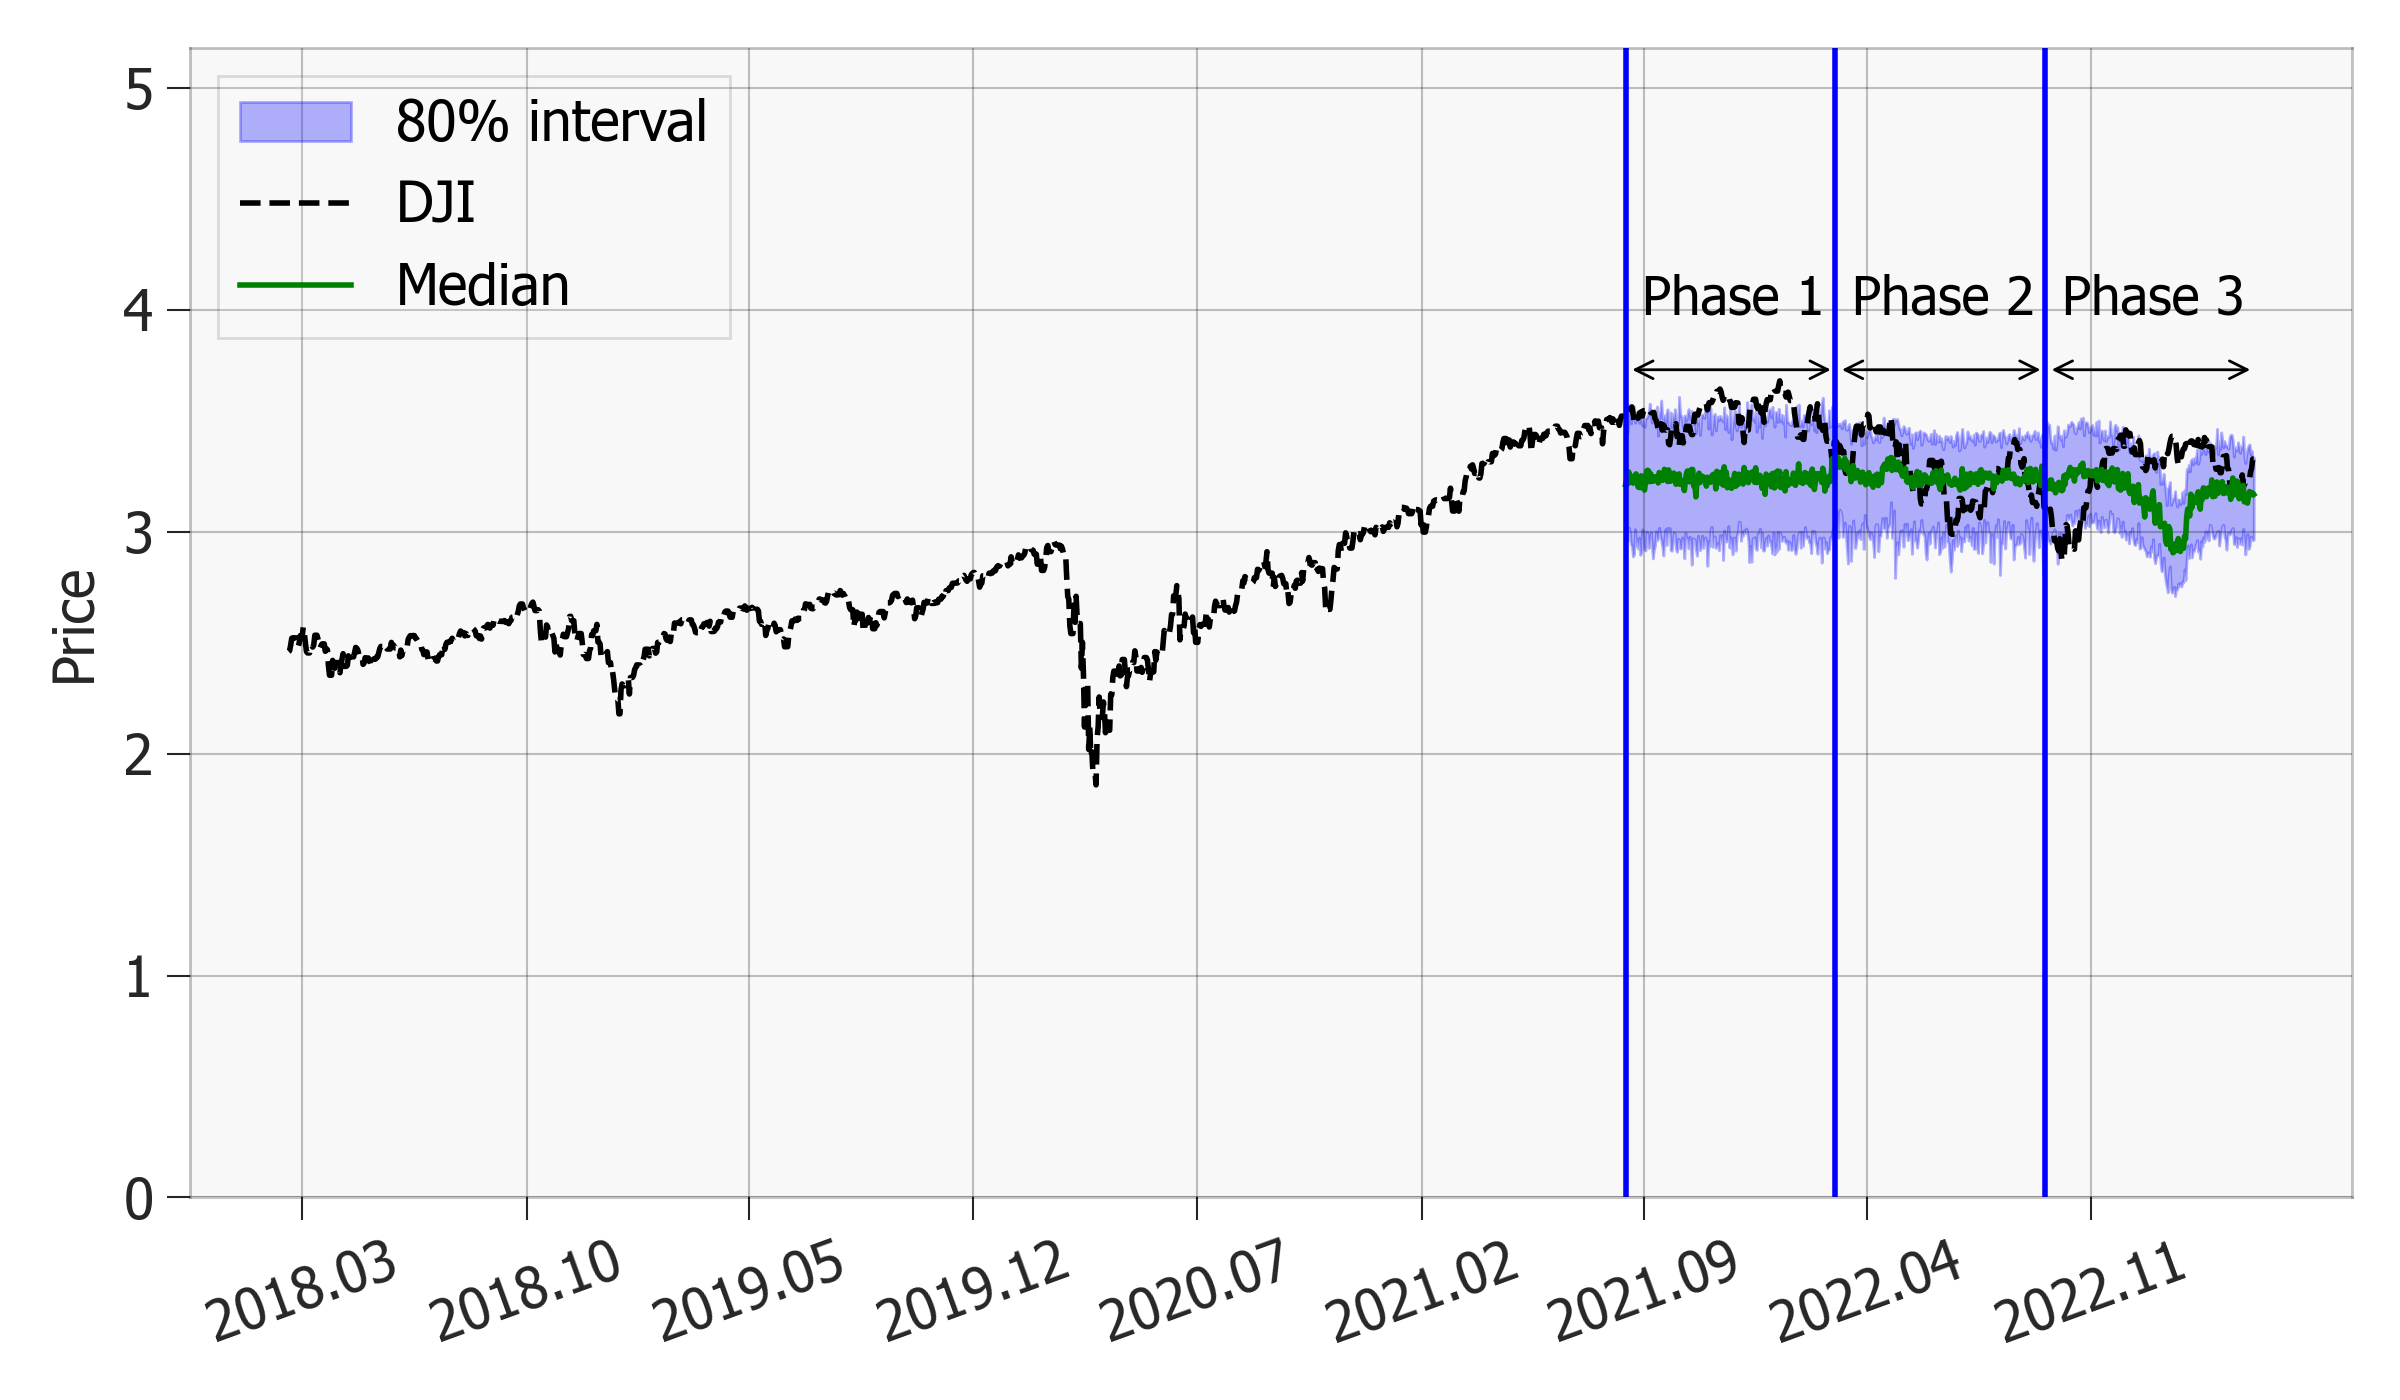 80% interval
DJI
Median
Phase 1
Phase 2
Phase 3
Price
5
4
3
2
1
0
2018.03
2018.10
2019.05
2019.12
2020.07
2021.02
2021.09
2022.04
2022.11